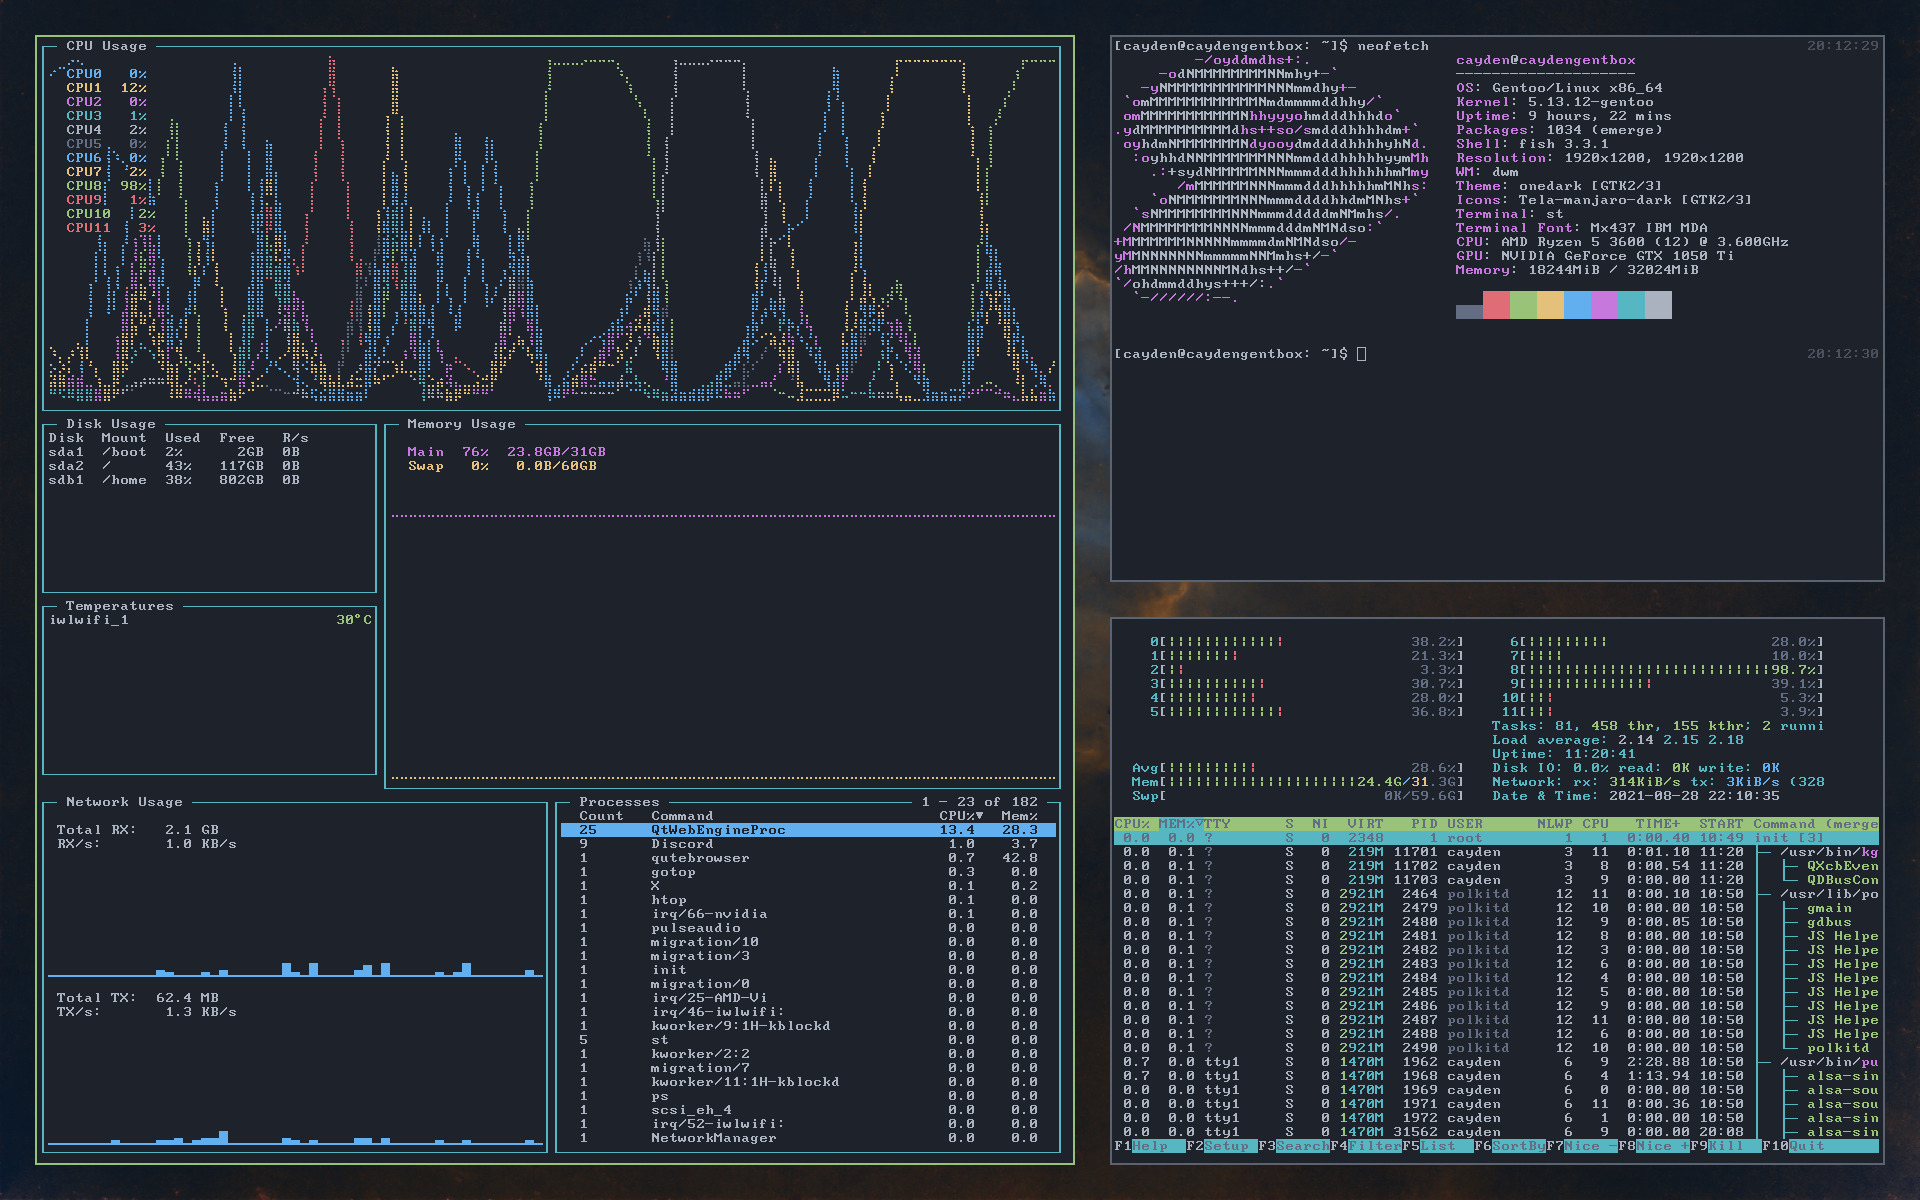 CPU Usage
CPU0 0%
CPU1 12%
CPU2 0%
CPU3 1%
CPU4 2%
CPU5 0%
CPU6 0%
CPU7 2%
CPU8 98%
CPU9 1%
CPU10 2%
CPU11 3%
Disk Usage
Disk Mount Used Free R/s
sda1 /boot 2% 2GB 0B
sda2 / 43% 117GB 0B
sdb1 /home 38% 802GB 0B
Memory Usage
Main 76% 23.8GB/31GB
Swap 0% 0.0B/60GB
Temperatures
iwlwifi_1 30°C
Network Usage
Total RX: 2.1 GB
RX/s: 1.0 KB/s
Total TX: 62.4 MB
TX/s: 1.3 KB/s
Processes 1 - 23 of 182
Count Command CPU%▼ Mem%
25 QtWebEngineProc 13.4 28.3
9 Discord 1.0 3.7
1 qutebrowser 0.7 42.8
1 gotop 0.3 0.0
1 X 0.1 0.2
1 htop 0.1 0.0
1 irq/66-nvidia 0.1 0.0
1 pulseaudio 0.0 0.0
1 migration/10 0.0 0.0
1 migration/3 0.0 0.0
1 init 0.0 0.0
1 migration/0 0.0 0.0
1 irq/25-AMD-Vi 0.0 0.0
1 irq/46-iwlwifi: 0.0 0.0
1 kworker/9:1H-kblockd 0.0 0.0
5 st 0.0 0.0
1 kworker/2:2 0.0 0.0
1 migration/7 0.0 0.0
1 kworker/11:1H-kblockd 0.0 0.0
1 ps 0.0 0.0
1 scsi_eh_4 0.0 0.0
1 irq/52-iwlwifi: 0.0 0.0
1 NetworkManager 0.0 0.0
[cayden@caydengentbox: ~]$ neofetch 20:12:29
cayden@caydengentbox
--------------------
OS: Gentoo/Linux x86_64
Kernel: 5.13.12-gentoo
Uptime: 9 hours, 22 mins
Packages: 1034 (emerge)
Shell: fish 3.3.1
Resolution: 1920x1200, 1920x1200
WM: dwm
Theme: onedark [GTK2/3]
Icons: Tela-manjaro-dark [GTK2/3]
Terminal: st
Terminal Font: Mx437 IBM MDA
CPU: AMD Ryzen 5 3600 (12) @ 3.600GHz
GPU: NVIDIA GeForce GTX 1050 Ti
Memory: 18244MiB / 32024MiB
[cayden@caydengentbox: ~]$ 20:12:30
0[ 38.2%] 6[ 28.0%]
1[ 21.3%] 7[ 10.0%]
2[ 3.3%] 8[ 98.7%]
3[ 30.7%] 9[ 39.1%]
4[ 28.0%] 10[ 5.3%]
5[ 36.8%] 11[ 3.9%]
Tasks: 81, 458 thr, 155 kthr; 2 runni
Load average: 2.14 2.15 2.18
Uptime: 11:20:41
Avg[ 28.6%] Disk IO: 0.0% read: 0K write: 0K
Mem[ 24.4G/31.3G] Network: rx: 314KiB/s tx: 3KiB/s (328
Swp[ 0K/59.6G] Date & Time: 2021-08-28 22:10:35
CPU% MEM%▽TTY S NI VIRT PID USER NLWP CPU TIME+ START Command (merge
0.0 0.0 ? S 0 2348 1 root 1 1 0:00.40 10:49 init [3]
0.0 0.1 ? S 0 219M 11701 cayden 3 11 0:01.10 11:20 /usr/bin/kg
0.0 0.1 ? S 0 219M 11702 cayden 3 8 0:00.54 11:20 QXcbEven
0.0 0.1 ? S 0 219M 11703 cayden 3 9 0:00.00 11:20 QDBusCon
0.0 0.1 ? S 0 2921M 2464 polkitd 12 11 0:00.10 10:50 /usr/lib/po
0.0 0.1 ? S 0 2921M 2479 polkitd 12 10 0:00.00 10:50 gmain
0.0 0.1 ? S 0 2921M 2480 polkitd 12 9 0:00.05 10:50 gdbus
0.0 0.1 ? S 0 2921M 2481 polkitd 12 8 0:00.00 10:50 JS Helpe
0.0 0.1 ? S 0 2921M 2482 polkitd 12 3 0:00.00 10:50 JS Helpe
0.0 0.1 ? S 0 2921M 2483 polkitd 12 6 0:00.00 10:50 JS Helpe
0.0 0.1 ? S 0 2921M 2484 polkitd 12 4 0:00.00 10:50 JS Helpe
0.0 0.1 ? S 0 2921M 2485 polkitd 12 5 0:00.00 10:50 JS Helpe
0.0 0.1 ? S 0 2921M 2486 polkitd 12 9 0:00.00 10:50 JS Helpe
0.0 0.1 ? S 0 2921M 2487 polkitd 12 11 0:00.00 10:50 JS Helpe
0.0 0.1 ? S 0 2921M 2488 polkitd 12 6 0:00.00 10:50 JS Helpe
0.0 0.1 ? S 0 2921M 2490 polkitd 12 10 0:00.00 10:50 polkitd
0.7 0.0 tty1 S 0 1470M 1962 cayden 6 9 2:28.88 10:50 /usr/bin/pu
0.7 0.0 tty1 S 0 1470M 1968 cayden 6 4 1:13.94 10:50 alsa-sin
0.0 0.0 tty1 S 0 1470M 1969 cayden 6 0 0:00.00 10:50 alsa-sou
0.0 0.0 tty1 S 0 1470M 1971 cayden 6 11 0:00.36 10:50 alsa-sou
0.0 0.0 tty1 S 0 1470M 1972 cayden 6 1 0:00.00 10:50 alsa-sin
0.0 0.0 tty1 S 0 1470M 31562 cayden 6 9 0:00.00 20:08 alsa-sin
F1Help F2Setup F3SearchF4FilterF5List F6SortByF7Nice -F8Nice +F9Kill F10Quit